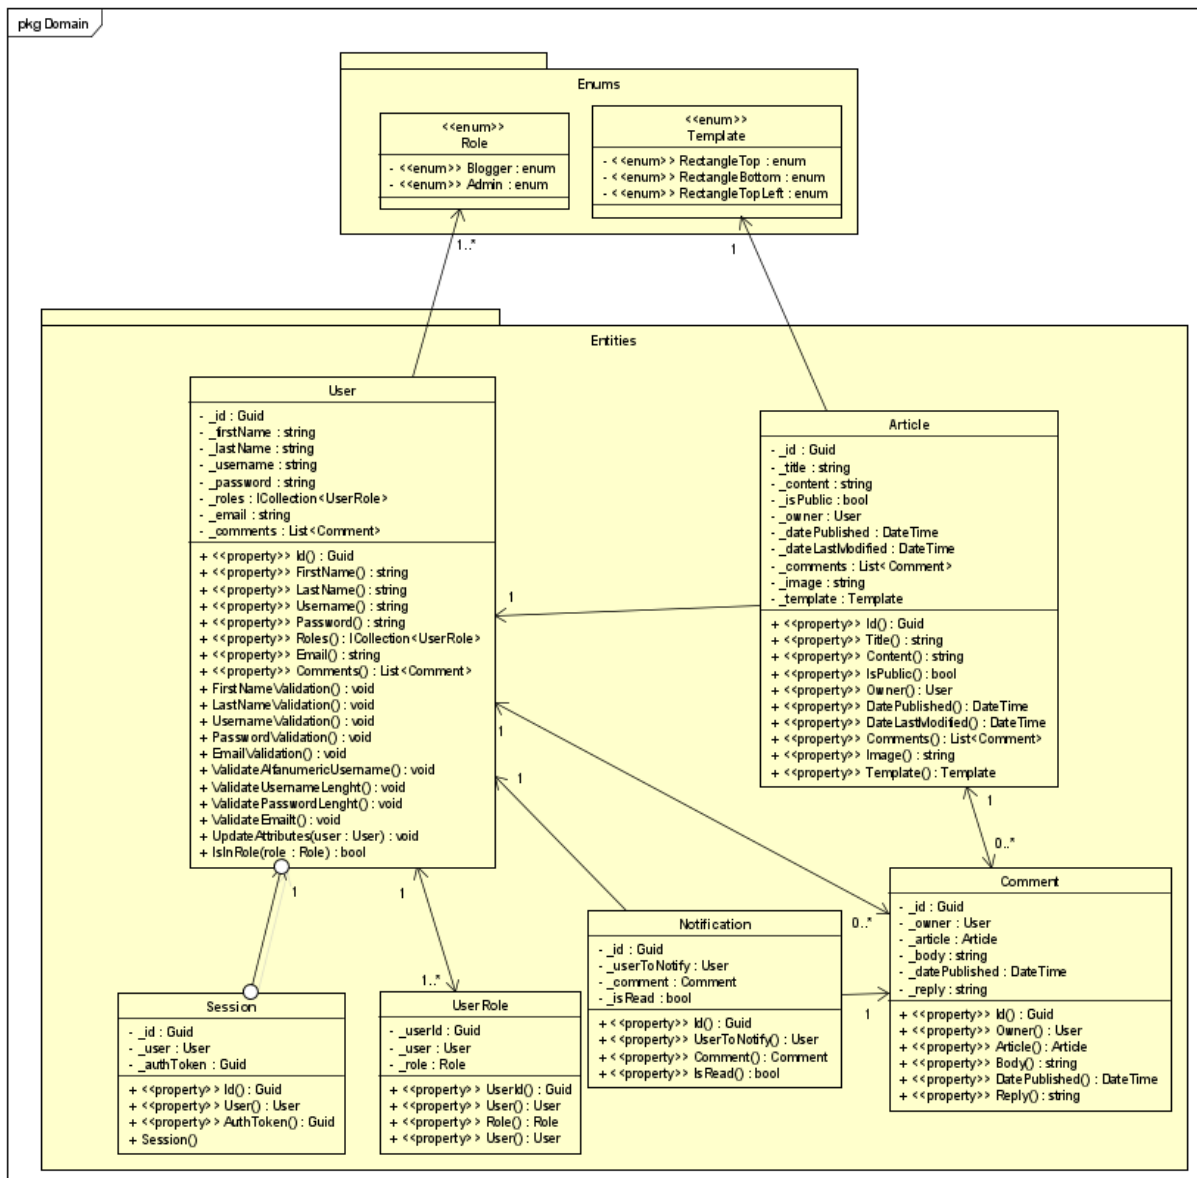 pkg Domain
Enums
<<enum>>
Role
- <<enum>> Blogger : enum
- <<enum>> Admin : enum
<<enum>>
Template
- <<enum>> RectangleTop : enum
- <<enum>> RectangleBottom : enum
- <<enum>> RectangleTopLeft : enum
1..*
1
Entities
User
- _id : Guid
- _firstName : string
- _lastName : string
- _username : string
- _password : string
- _roles : ICollection<UserRole>
- _email : string
- _comments : List<Comment>
+ <<property>> Id() : Guid
+ <<property>> FirstName() : string
+ <<property>> LastName() : string
+ <<property>> Username() : string
+ <<property>> Password() : string
+ <<property>> Roles() : ICollection<UserRole>
+ <<property>> Email() : string
+ <<property>> Comments() : List<Comment>
+ FirstNameValidation() : void
+ LastNameValidation() : void
+ UsernameValidation() : void
+ PasswordValidation() : void
+ EmailValidation() : void
+ ValidateAlfanumericUsername() : void
+ ValidateUsernameLenght() : void
+ ValidatePasswordLenght() : void
+ ValidateEmailt() : void
+ UpdateAttributes(user : User) : void
+ IsInRole(role : Role) : bool
Article
- _id : Guid
- _title : string
- _content : string
- _isPublic : bool
- _owner : User
- _datePublished : DateTime
- _dateLastModified : DateTime
- _comments : List<Comment>
- _image : string
- _template : Template
+ <<property>> Id() : Guid
+ <<property>> Title() : string
+ <<property>> Content() : string
+ <<property>> IsPublic() : bool
+ <<property>> Owner() : User
+ <<property>> DatePublished() : DateTime
+ <<property>> DateLastModified() : DateTime
+ <<property>> Comments() : List<Comment>
+ <<property>> Image() : string
+ <<property>> Template() : Template
1
1
1
1
0..*
1
1
1..*
0..*
1
Session
- _id : Guid
- _user : User
- _authToken : Guid
+ <<property>> Id() : Guid
+ <<property>> User() : User
+ <<property>> AuthToken() : Guid
+ Session()
UserRole
- _userId : Guid
- _user : User
- _role : Role
+ <<property>> UserId() : Guid
+ <<property>> User() : User
+ <<property>> Role() : Role
+ <<property>> User() : User
Notification
- _id : Guid
- _userToNotify : User
- _comment : Comment
- _isRead : bool
+ <<property>> Id() : Guid
+ <<property>> UserToNotify() : User
+ <<property>> Comment() : Comment
+ <<property>> IsRead() : bool
Comment
- _id : Guid
- _owner : User
- _article : Article
- _body : string
- _datePublished : DateTime
- _reply : string
+ <<property>> Id() : Guid
+ <<property>> Owner() : User
+ <<property>> Article() : Article
+ <<property>> Body() : string
+ <<property>> DatePublished() : DateTime
+ <<property>> Reply() : string